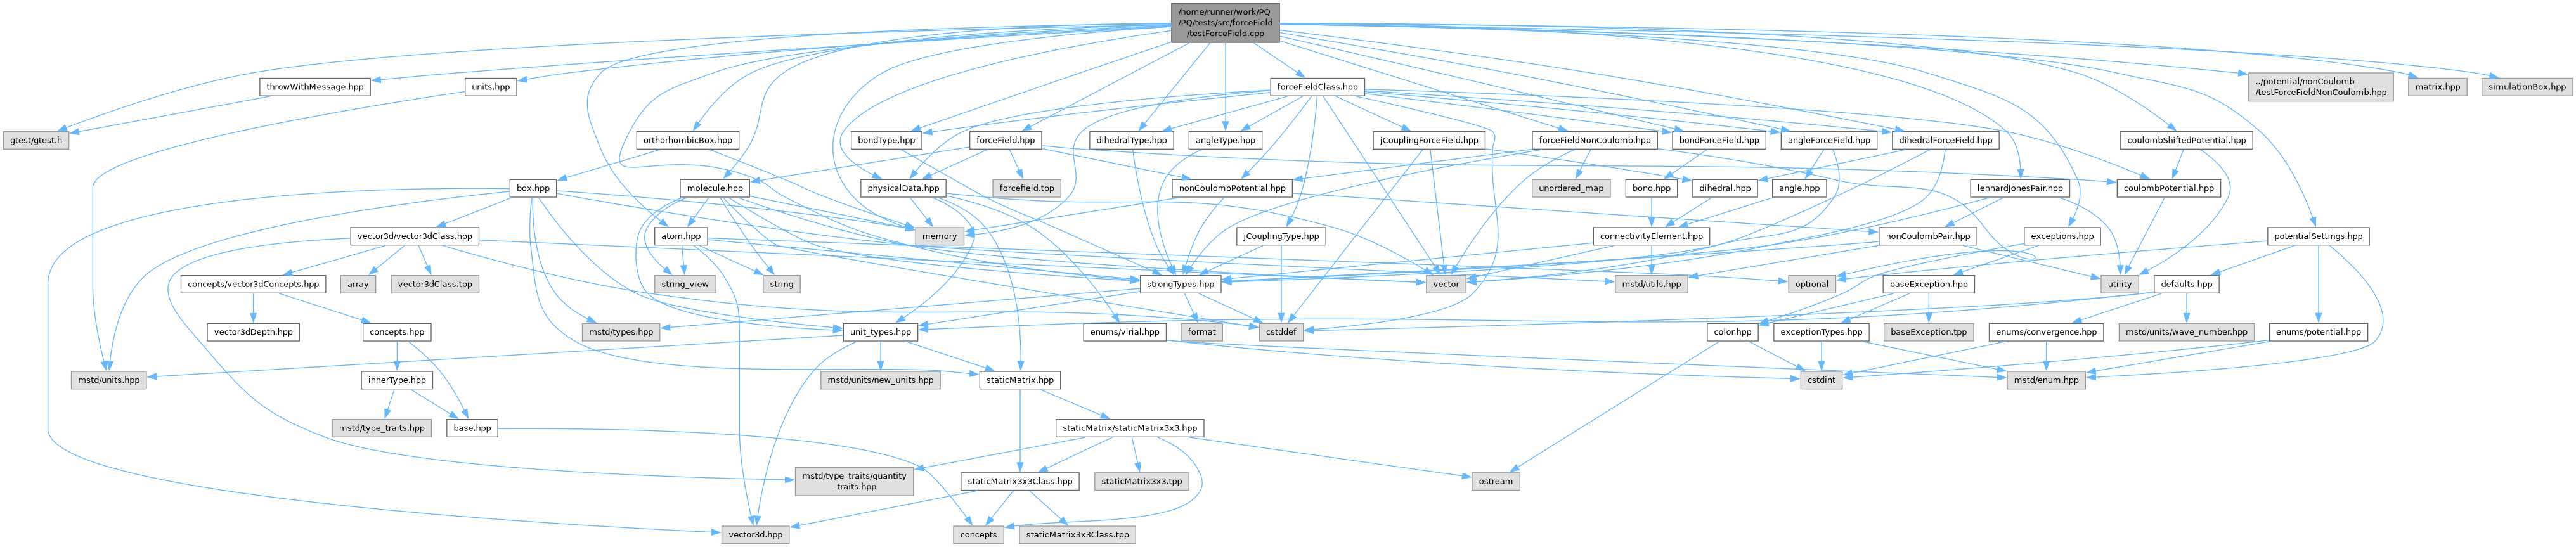 /home/runner/work/PQ
/PQ/tests/src/forceField
/testForceField.cpp
throwWithMessage.hpp
units.hpp
forceFieldClass.hpp
../potential/nonCoulomb
/testForceFieldNonCoulomb.hpp
matrix.hpp
simulationBox.hpp
gtest/gtest.h
orthorhombicBox.hpp
bondType.hpp
forceField.hpp
dihedralType.hpp
angleType.hpp
jCouplingForceField.hpp
forceFieldNonCoulomb.hpp
bondForceField.hpp
angleForceField.hpp
dihedralForceField.hpp
coulombShiftedPotential.hpp
box.hpp
molecule.hpp
physicalData.hpp
forcefield.tpp
nonCoulombPotential.hpp
unordered_map
bond.hpp
dihedral.hpp
angle.hpp
lennardJonesPair.hpp
coulombPotential.hpp
vector3d/vector3dClass.hpp
atom.hpp
memory
jCouplingType.hpp
connectivityElement.hpp
nonCoulombPair.hpp
exceptions.hpp
potentialSettings.hpp
concepts/vector3dConcepts.hpp
array
vector3dClass.tpp
string_view
string
strongTypes.hpp
vector
mstd/utils.hpp
optional
baseException.hpp
utility
defaults.hpp
vector3dDepth.hpp
concepts.hpp
mstd/types.hpp
unit_types.hpp
enums/virial.hpp
format
cstddef
color.hpp
exceptionTypes.hpp
baseException.tpp
enums/convergence.hpp
mstd/units/wave_number.hpp
enums/potential.hpp
mstd/units.hpp
innerType.hpp
mstd/units/new_units.hpp
staticMatrix.hpp
cstdint
mstd/enum.hpp
mstd/type_traits.hpp
base.hpp
staticMatrix/staticMatrix3x3.hpp
mstd/type_traits/quantity
_traits.hpp
staticMatrix3x3Class.hpp
staticMatrix3x3.tpp
ostream
vector3d.hpp
concepts
staticMatrix3x3Class.tpp